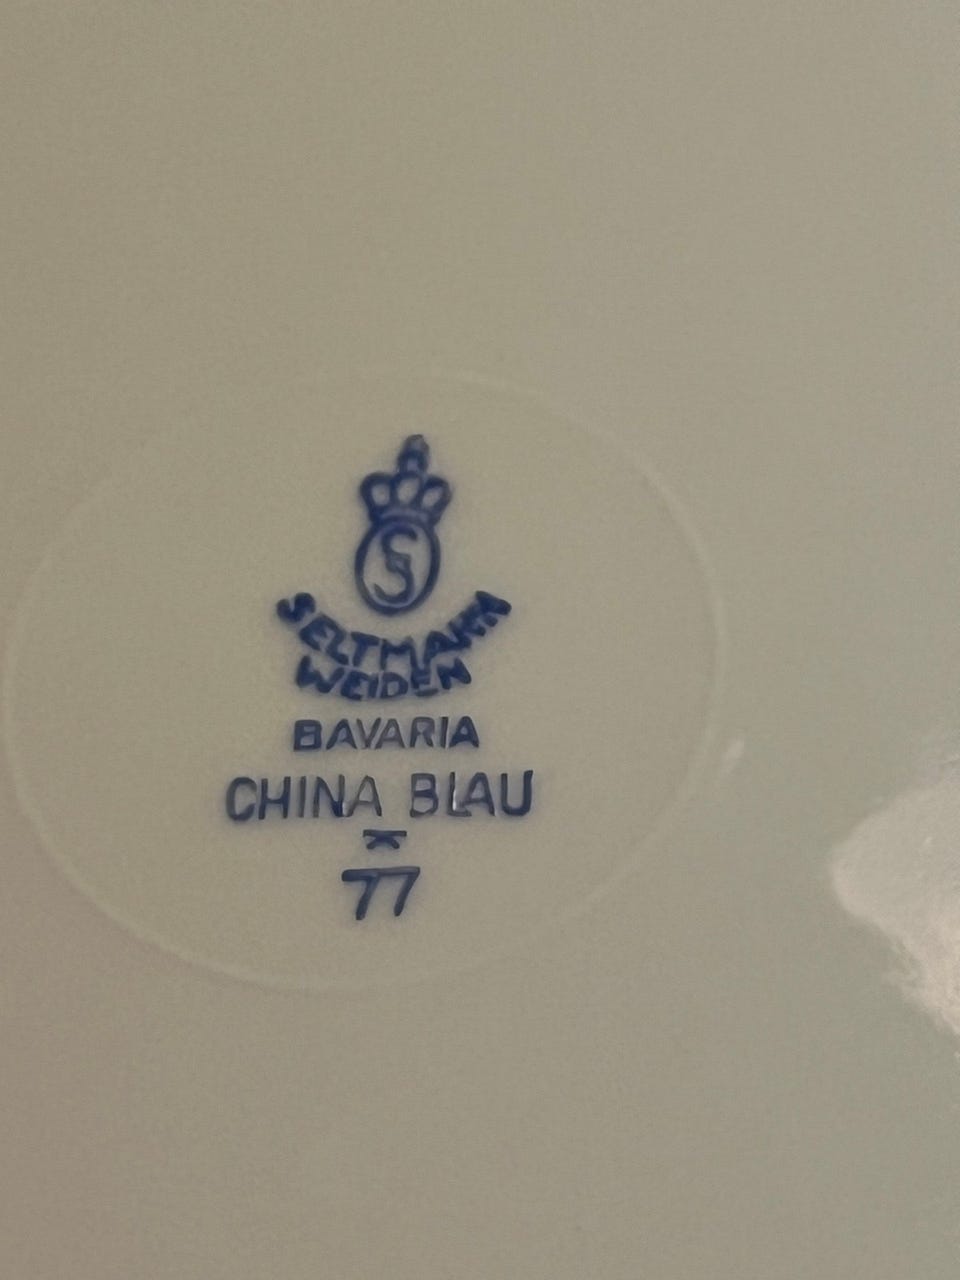 S
SELTMANN
WEIDEN
BAVARIA
CHINA BLAU
77